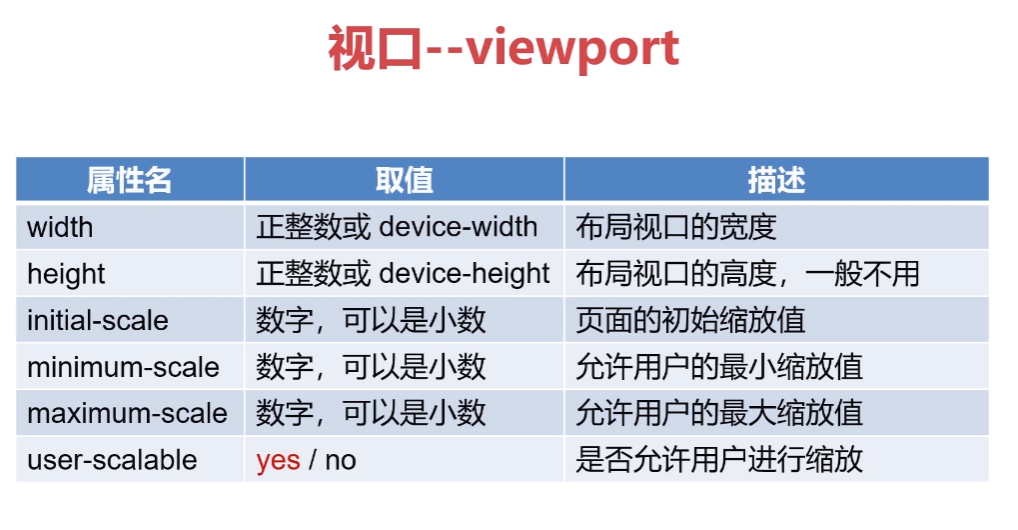 视口--viewport
属性名 取值 描述
width 正整数或 device-width 布局视口的宽度
height 正整数或 device-height 布局视口的高度，一般不用
initial-scale 数字，可以是小数 页面的初始缩放值
minimum-scale 数字，可以是小数 允许用户的最小缩放值
maximum-scale 数字，可以是小数 允许用户的最大缩放值
user-scalable yes / no 是否允许用户进行缩放